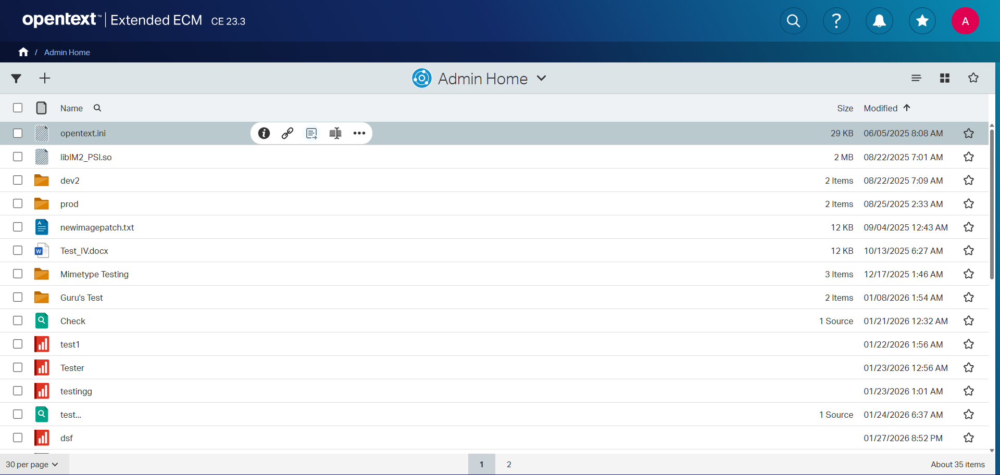 opentext™ | Extended ECM CE 23.3
A
/ Admin Home
Admin Home
Name Size Modified
opentext.ini 29 KB 06/05/2025 8:08 AM
libIM2_PSI.so 2 MB 08/22/2025 7:01 AM
dev2 2 Items 08/22/2025 7:09 AM
prod 2 Items 08/25/2025 2:33 AM
newimagepatch.txt 12 KB 09/04/2025 12:43 AM
Test_IV.docx 12 KB 10/13/2025 6:27 AM
Mimetype Testing 3 Items 12/17/2025 1:46 AM
Guru's Test 2 Items 01/08/2026 1:54 AM
Check 1 Source 01/21/2026 12:32 AM
test1 01/22/2026 1:56 AM
Tester 01/23/2026 12:56 AM
testingg 01/23/2026 1:01 AM
test... 1 Source 01/24/2026 6:37 AM
dsf 01/27/2026 8:52 PM
30 per page 1 2 About 35 items